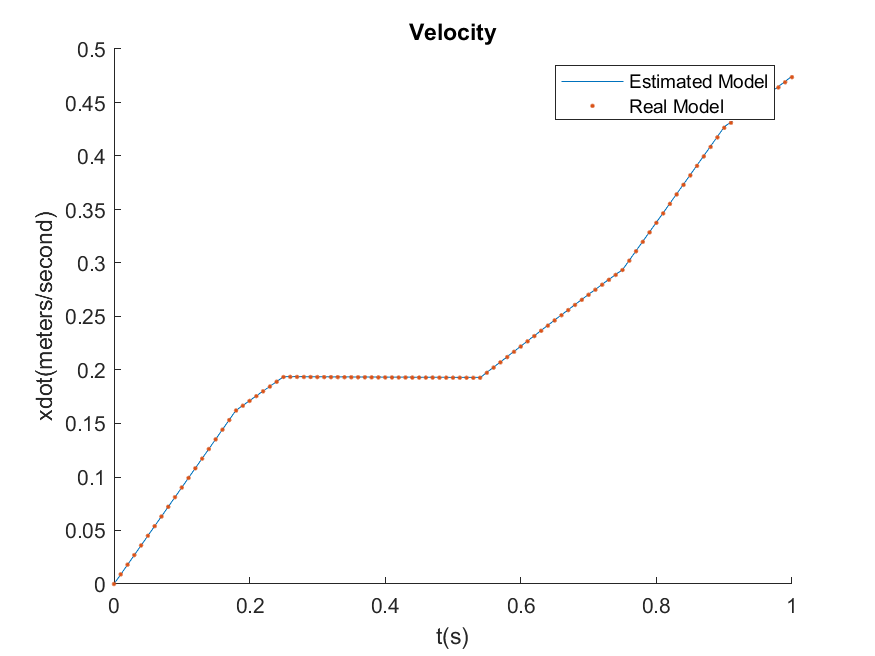 Velocity
0.5
0.45
0.4
0.35
0.3
0.25
0.2
0.15
0.1
0.05
0
xdot(meters/second)
Estimated Model
Real Model
0 0.2 0.4 0.6 0.8 1
t(s)